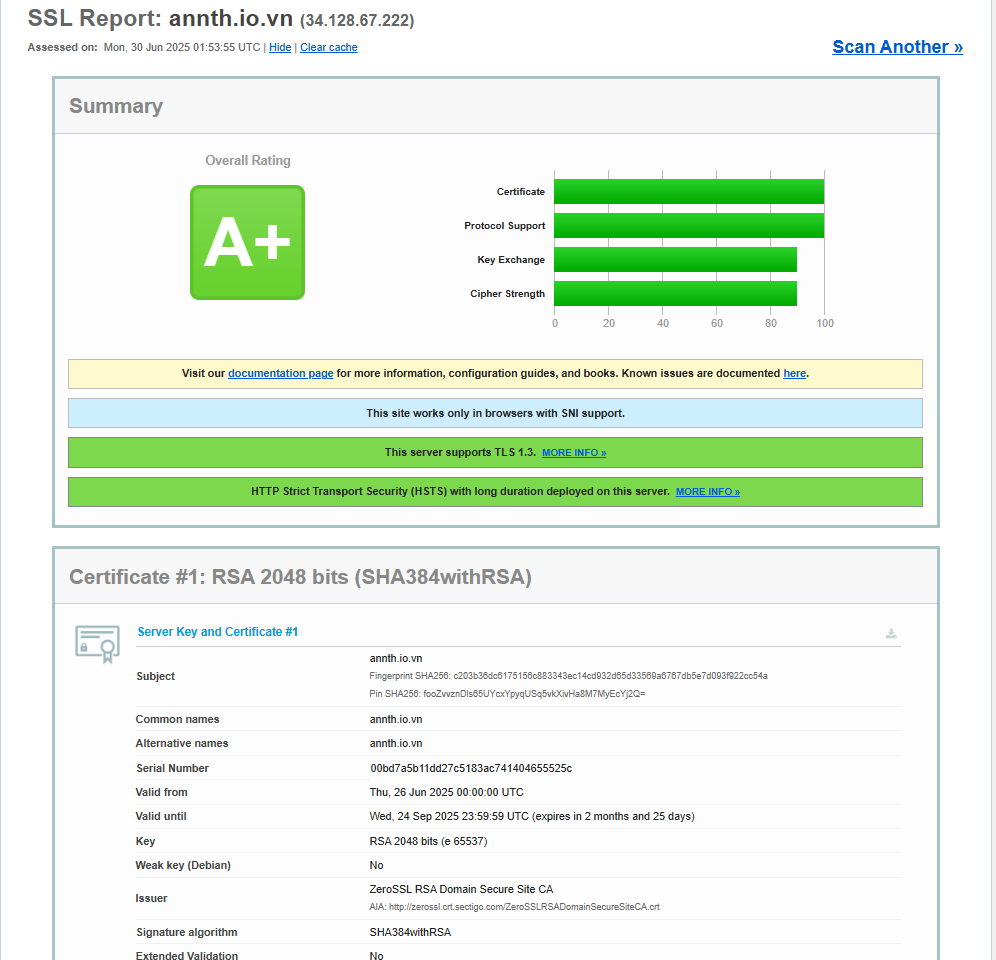 SSL Report: annth.io.vn (34.128.67.222)
Assessed on: Mon, 30 Jun 2025 01:53:55 UTC | Hide | Clear cache
Scan Another »
Summary
Overall Rating
A+
Certificate
Protocol Support
Key Exchange
Cipher Strength
0 20 40 60 80 100
Visit our documentation page for more information, configuration guides, and books. Known issues are documented here.
This site works only in browsers with SNI support.
This server supports TLS 1.3. MORE INFO »
HTTP Strict Transport Security (HSTS) with long duration deployed on this server. MORE INFO »
Certificate #1: RSA 2048 bits (SHA384withRSA)
Server Key and Certificate #1
Subject
annth.io.vn
Fingerprint SHA256: c203b36dc6175156c883343ec14cd932d65d33569a6767db5e7d093f922cc54a
Pin SHA256: fooZvvznDls65UYcxYpyqUSq5vkXivHa8M7MyEcYj2Q=
Common names annth.io.vn
Alternative names annth.io.vn
Serial Number 00bd7a5b11dd27c5183ac741404655525c
Valid from Thu, 26 Jun 2025 00:00:00 UTC
Valid until Wed, 24 Sep 2025 23:59:59 UTC (expires in 2 months and 25 days)
Key RSA 2048 bits (e 65537)
Weak key (Debian) No
Issuer
ZeroSSL RSA Domain Secure Site CA
AIA: http://zerossl.crt.sectigo.com/ZeroSSLRSADomainSecureSiteCA.crt
Signature algorithm SHA384withRSA
Extended Validation No